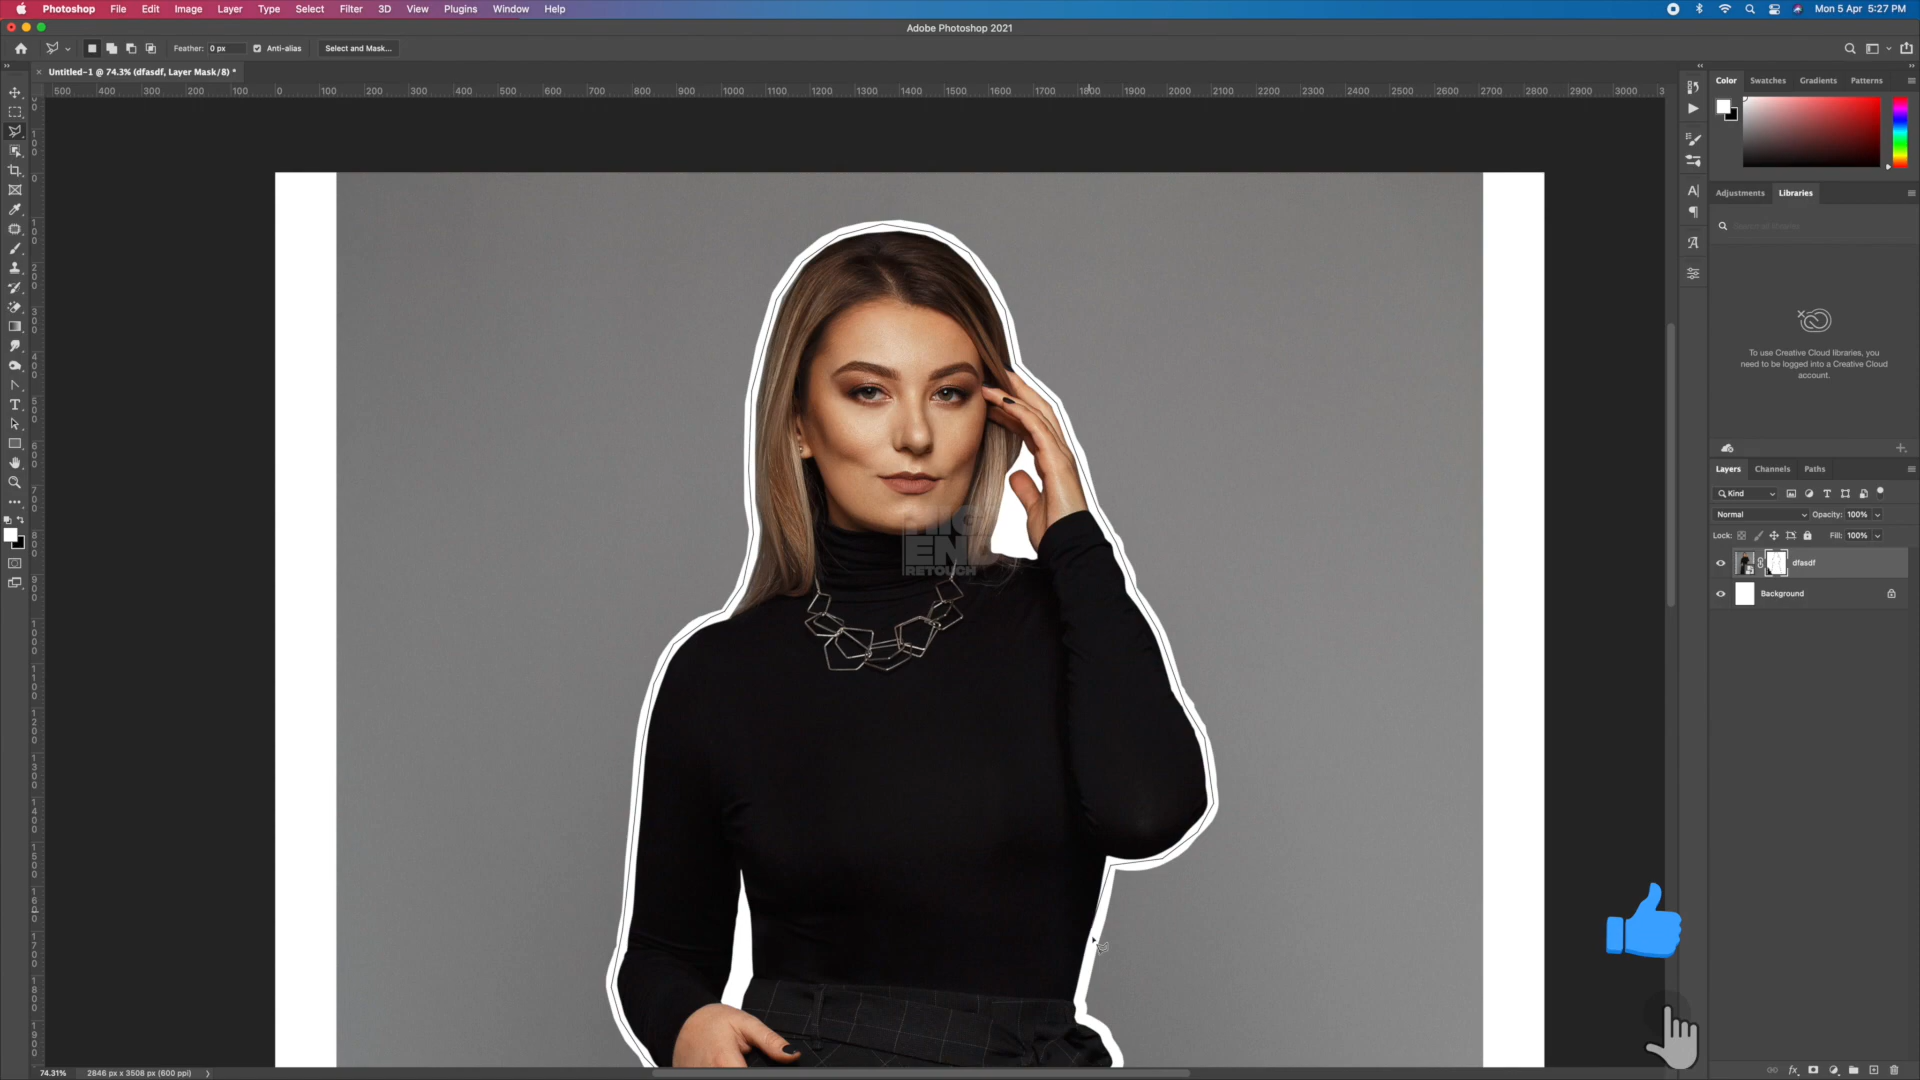 Photoshop File Edit Image Layer Type Select Filter 3D View Plugins Window Help Mon 5 Apr 5:27 PM
Adobe Photoshop 2021
Feather: 0 px Anti-alias Select and Mask...
Untitled-1 @ 74.3% (dfasdf, Layer Mask/8) *
500 400 300 200 100 0 100 200 300 400 500 600 700 800 900 1000 1100 1200 1300 1400 1500 1600 1700 1800 1900 2000 2100 2200 2300 2400 2500 2600 2700 2800 2900 3000
Color Swatches Gradients Patterns
Adjustments Libraries
To use Creative Cloud libraries, you
need to be logged into a Creative Cloud
account.
Layers Channels Paths
Kind
Normal Opacity: 100%
Lock: Fill: 100%
dfasdf
Background
END
RETOUCH
74.31% 2846 px x 3508 px (600 ppi)